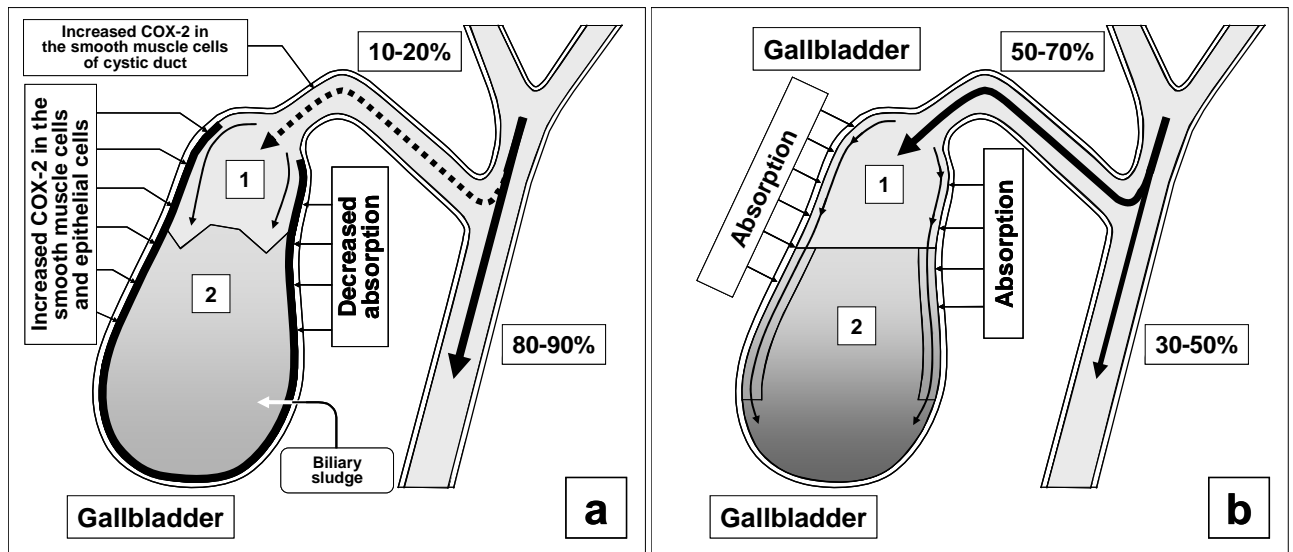 Increased COX-2 in
the smooth muscle cells
of cystic duct
10-20%
Increased COX-2 in the
smooth muscle cells
and epithelial cells
1
2
Decreased
absorption
80-90%
Biliary
sludge
Gallbladder
a
Gallbladder
50-70%
Absorption
1
Absorption
2
30-50%
Gallbladder
b